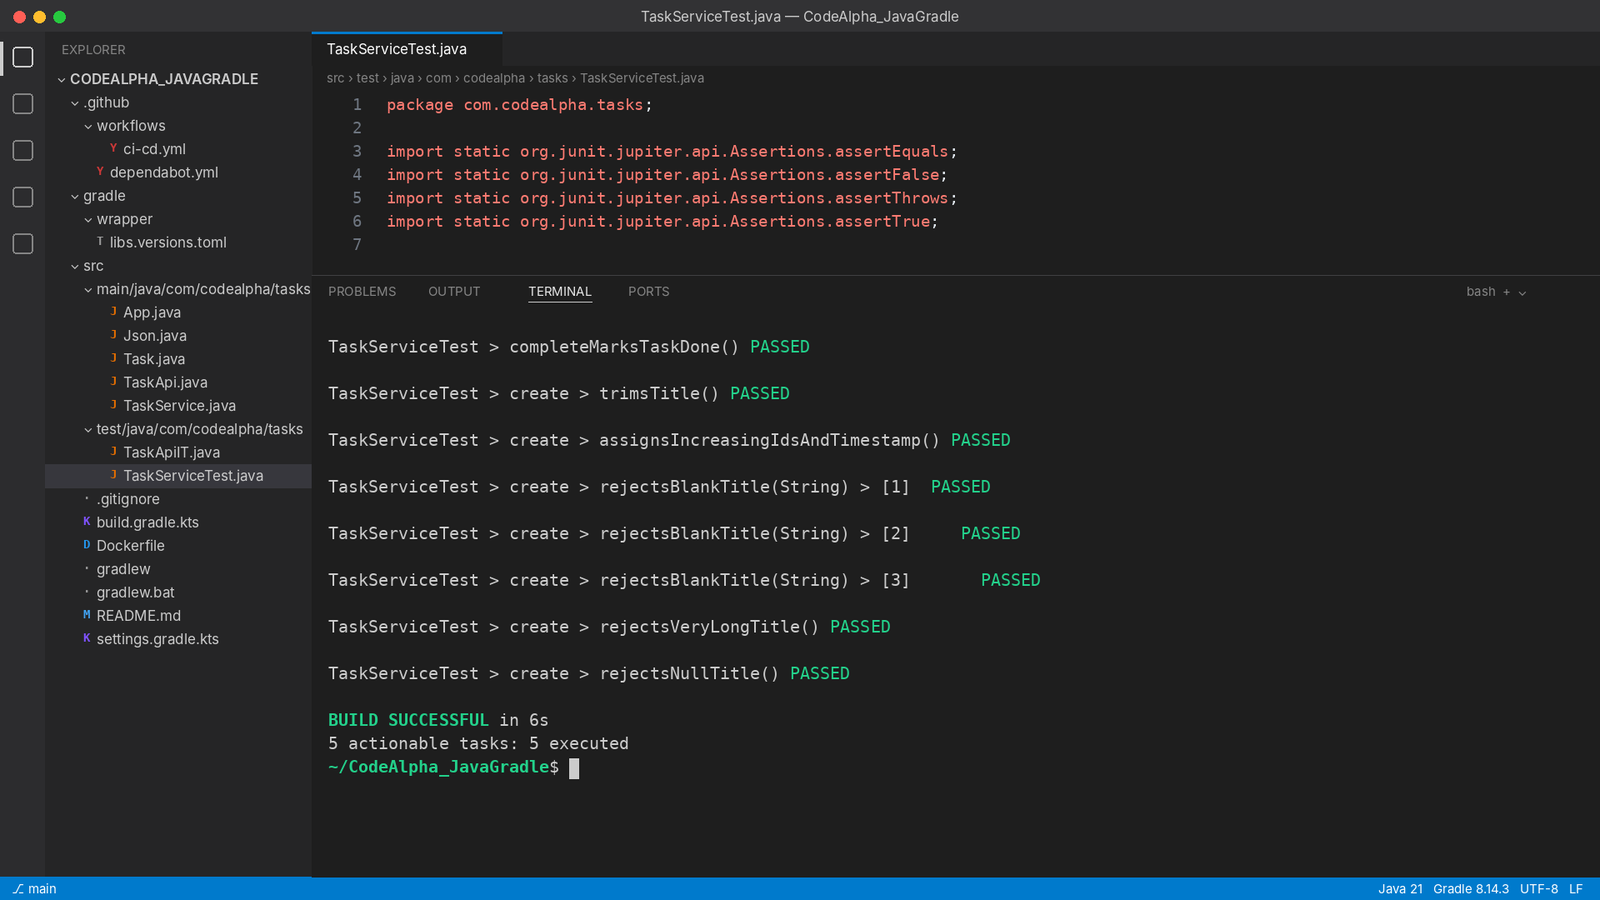 TaskServiceTest.java — CodeAlpha_JavaGradle
EXPLORER
CODEALPHA_JAVAGRADLE
.github
workflows
Y ci-cd.yml
Y dependabot.yml
gradle
wrapper
T libs.versions.toml
src
main/java/com/codealpha/tasks
J App.java
J Json.java
J Task.java
J TaskApi.java
J TaskService.java
test/java/com/codealpha/tasks
J TaskApiIT.java
J TaskServiceTest.java
· .gitignore
K build.gradle.kts
D Dockerfile
· gradlew
· gradlew.bat
M README.md
K settings.gradle.kts
TaskServiceTest.java
src › test › java › com › codealpha › tasks › TaskServiceTest.java
1 package com.codealpha.tasks;
2
3 import static org.junit.jupiter.api.Assertions.assertEquals;
4 import static org.junit.jupiter.api.Assertions.assertFalse;
5 import static org.junit.jupiter.api.Assertions.assertThrows;
6 import static org.junit.jupiter.api.Assertions.assertTrue;
7
PROBLEMS OUTPUT TERMINAL PORTS bash +
TaskServiceTest > completeMarksTaskDone() PASSED
TaskServiceTest > create > trimsTitle() PASSED
TaskServiceTest > create > assignsIncreasingIdsAndTimestamp() PASSED
TaskServiceTest > create > rejectsBlankTitle(String) > [1]  PASSED
TaskServiceTest > create > rejectsBlankTitle(String) > [2]     PASSED
TaskServiceTest > create > rejectsBlankTitle(String) > [3]       PASSED
TaskServiceTest > create > rejectsVeryLongTitle() PASSED
TaskServiceTest > create > rejectsNullTitle() PASSED
BUILD SUCCESSFUL in 6s
5 actionable tasks: 5 executed
~/CodeAlpha_JavaGradle$
main
Java 21 Gradle 8.14.3 UTF-8 LF